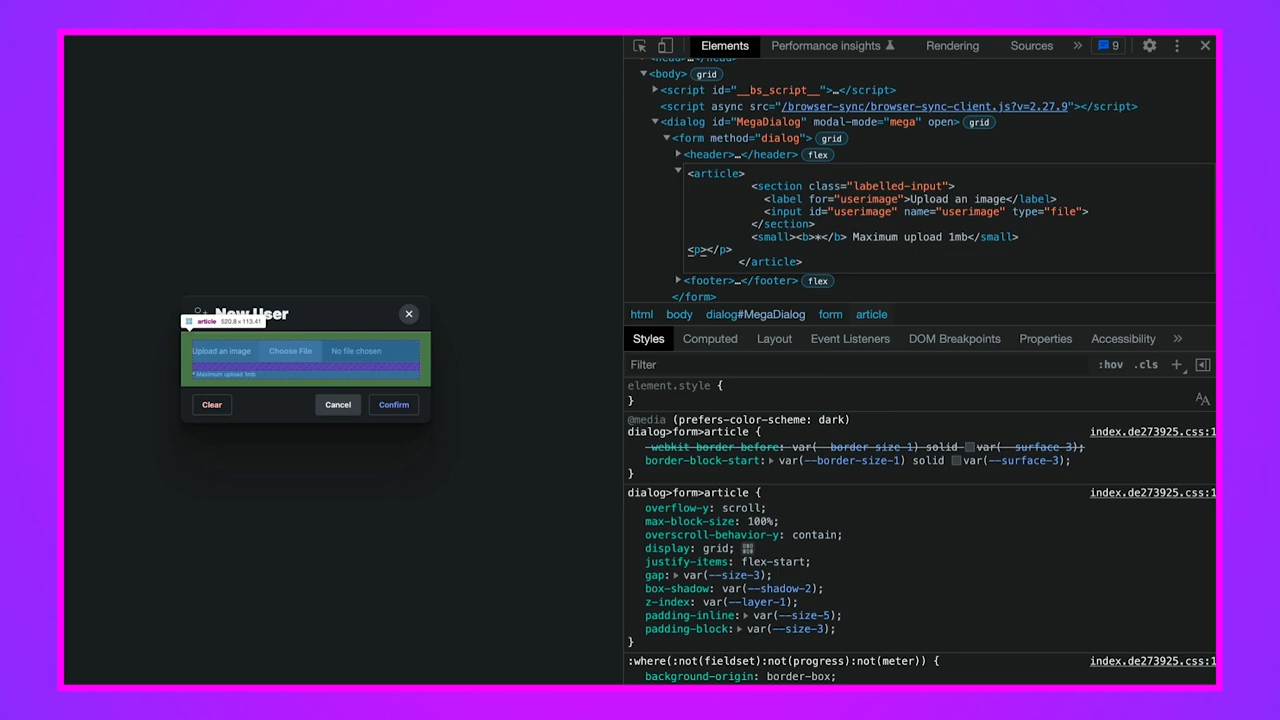 New User
article 520.8 × 113.41
Upload an image Choose File No file chosen
* Maximum upload 1mb
Clear Cancel Confirm
Elements Performance insights Rendering Sources » 9
<head>…</head>
▼<body> grid
▶<script id="__bs_script__">…</script>
<script async src="/browser-sync/browser-sync-client.js?v=2.27.9"></script>
▼<dialog id="MegaDialog" modal-mode="mega" open> grid
▼<form method="dialog"> grid
▶<header>…</header> flex
▼<article>
<section class="labelled-input">
<label for="userimage">Upload an image</label>
<input id="userimage" name="userimage" type="file">
</section>
<small><b>*</b> Maximum upload 1mb</small>
<p></p>
</article>
▶<footer>…</footer> flex
</form>
html body dialog#MegaDialog form article
Styles Computed Layout Event Listeners DOM Breakpoints Properties Accessibility »
Filter :hov .cls +
element.style {
}
@media (prefers-color-scheme: dark)
dialog>form>article { index.de273925.css:1
-webkit-border-before: var(--border-size-1) solid var(--surface-3);
border-block-start: var(--border-size-1) solid var(--surface-3);
}
dialog>form>article { index.de273925.css:1
overflow-y: scroll;
max-block-size: 100%;
overscroll-behavior-y: contain;
display: grid;
justify-items: flex-start;
gap: var(--size-3);
box-shadow: var(--shadow-2);
z-index: var(--layer-1);
padding-inline: var(--size-5);
padding-block: var(--size-3);
}
:where(:not(fieldset):not(progress):not(meter)) { index.de273925.css:1
background-origin: border-box;